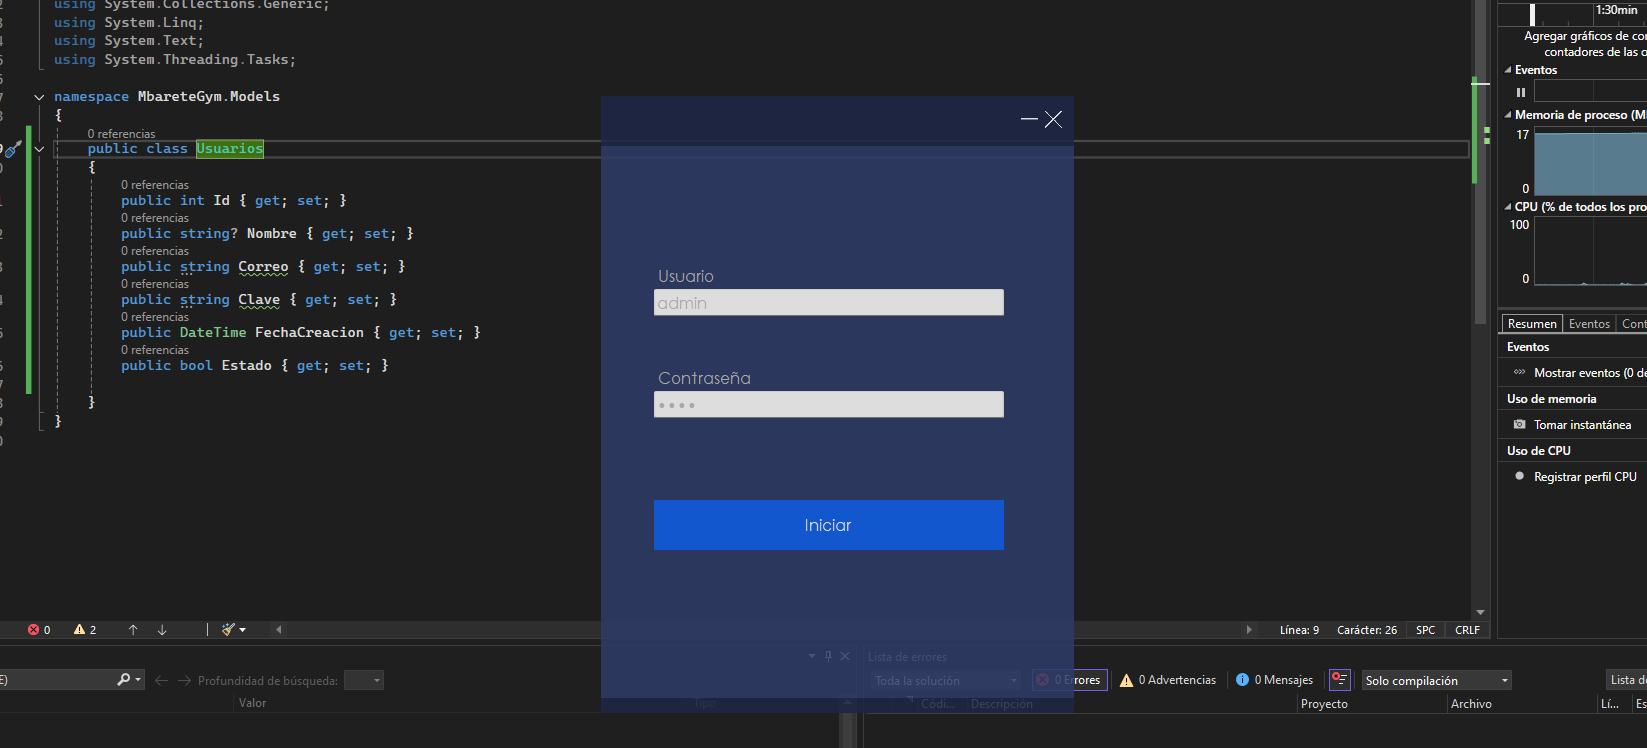 using System.Collections.Generic;
using System.Linq;
using System.Text;
using System.Threading.Tasks;
namespace MbareteGym.Models
{
0 referencias
public class Usuarios
{
0 referencias
public int Id { get; set; }
0 referencias
public string? Nombre { get; set; }
0 referencias
public string Correo { get; set; }
0 referencias
public string Clave { get; set; }
0 referencias
public DateTime FechaCreacion { get; set; }
0 referencias
public bool Estado { get; set; }
}
}
Usuario
admin
Contraseña
••••
Iniciar
1:30min
Agregar gráficos de co
contadores de las o
Eventos
Memoria de proceso (M
17
0
CPU (% de todos los pro
100
0
Resumen Eventos Con
Eventos
Mostrar eventos (0 de
Uso de memoria
Tomar instantánea
Uso de CPU
Registrar perfil CPU
0 2 Línea: 9 Carácter: 26 SPC CRLF
E) Profundidad de búsqueda:
Valor Tipo
Lista de errores
Toda la solución 0 Errores 0 Advertencias 0 Mensajes Solo compilación Lista de
Códi... Descripción Proyecto Archivo Lí... Es